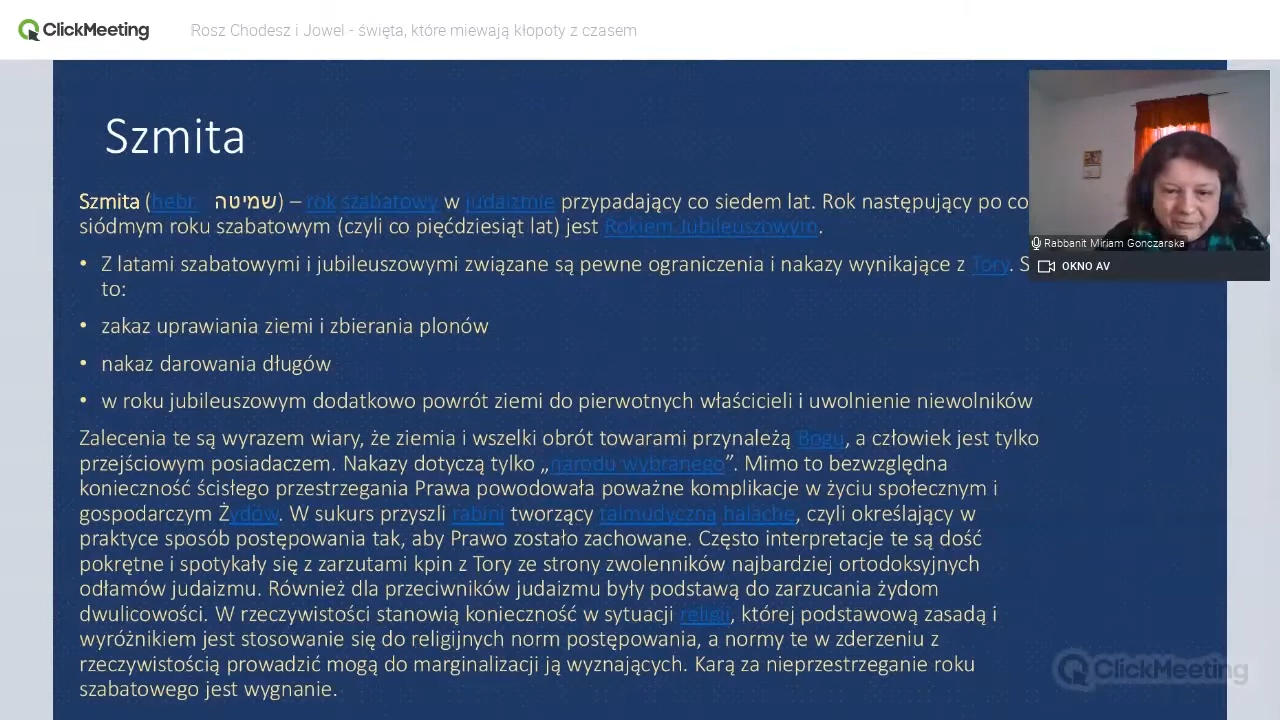 ClickMeeting
Rosz Chodesz i Jowel - święta, które miewają kłopoty z czasem
Szmita
Szmita (hebr. שמיטה) – rok szabatowy w judaizmie przypadający co siedem lat. Rok następujący po co
siódmym roku szabatowym (czyli co pięćdziesiąt lat) jest Rokiem Jubileuszowym.
• Z latami szabatowymi i jubileuszowymi związane są pewne ograniczenia i nakazy wynikające z Tory. S
to:
• zakaz uprawiania ziemi i zbierania plonów
• nakaz darowania długów
• w roku jubileuszowym dodatkowo powrót ziemi do pierwotnych właścicieli i uwolnienie niewolników
Zalecenia te są wyrazem wiary, że ziemia i wszelki obrót towarami przynależą Bogu, a człowiek jest tylko
przejściowym posiadaczem. Nakazy dotyczą tylko „narodu wybranego”. Mimo to bezwzględna
konieczność ścisłego przestrzegania Prawa powodowała poważne komplikacje w życiu społecznym i
gospodarczym Żydów. W sukurs przyszli rabini tworzący talmudyczną halachę, czyli określający w
praktyce sposób postępowania tak, aby Prawo zostało zachowane. Często interpretacje te są dość
pokrętne i spotykały się z zarzutami kpin z Tory ze strony zwolenników najbardziej ortodoksyjnych
odłamów judaizmu. Również dla przeciwników judaizmu były podstawą do zarzucania żydom
dwulicowości. W rzeczywistości stanowią konieczność w sytuacji religii, której podstawową zasadą i
wyróżnikiem jest stosowanie się do religijnych norm postępowania, a normy te w zderzeniu z
rzeczywistością prowadzić mogą do marginalizacji ją wyznających. Karą za nieprzestrzeganie roku
szabatowego jest wygnanie.
Rabbanit Mirjam Gonczarska
OKNO AV
ClickMeeting